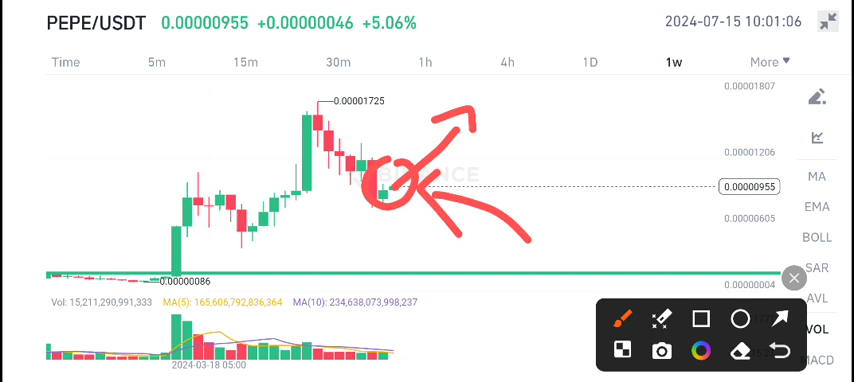 PEPE/USDT 0.00000955 +0.00000046 +5.06% 2024-07-15 10:01:06
Time 5m 15m 30m 1h 4h 1D 1w More
0.00001807
0.00001725
MA
0.00001206
BINANCE
0.00000955
EMA
0.00000605
BOLL
SAR
0.00000086
0.00000004
AVL
Vol: 15,211,290,991,333 MA(5): 165,606,792,836,364 MA(10): 234,638,073,998,237
VOL
MACD
2024-03-18 05:00